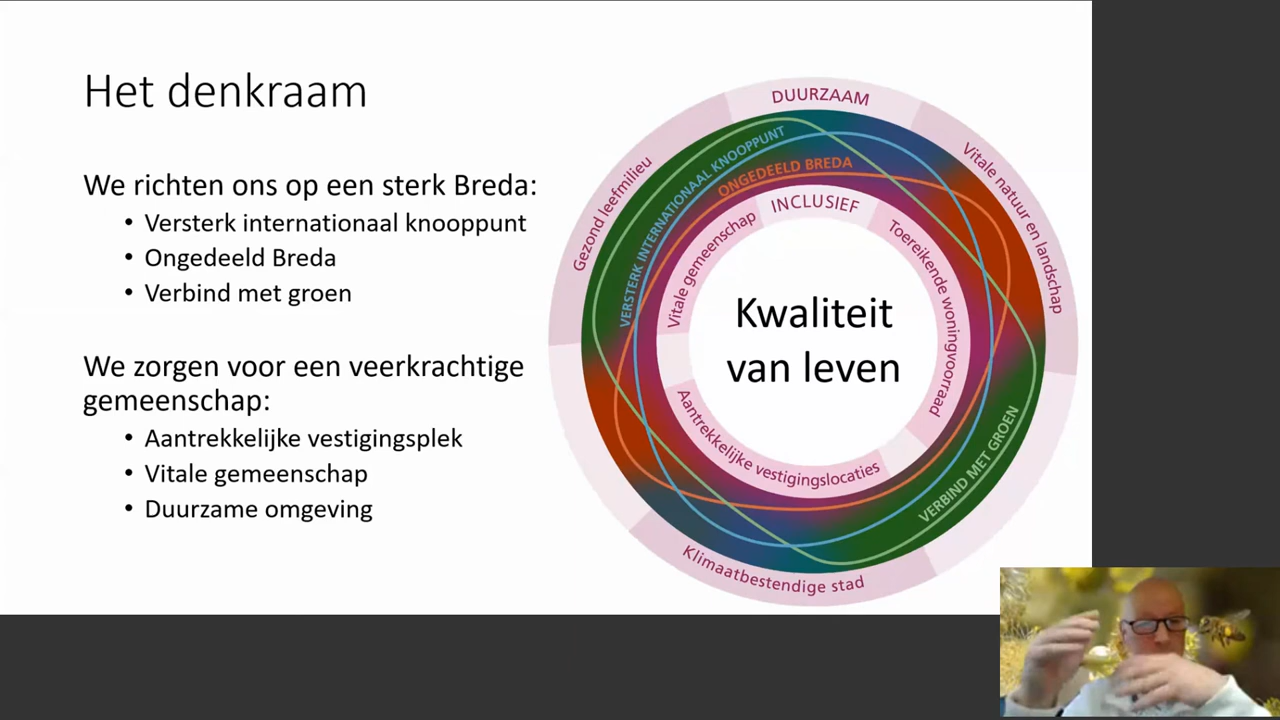 Het denkraam
We richten ons op een sterk Breda:
• Versterk internationaal knooppunt
• Ongedeeld Breda
• Verbind met groen
We zorgen voor een veerkrachtige
gemeenschap:
• Aantrekkelijke vestigingsplek
• Vitale gemeenschap
• Duurzame omgeving
DUURZAAM
Gezond leefmilieu
Vitale natuur en landschap
Klimaatbestendige stad
VERSTERK INTERNATIONAAL KNOOPPUNT
ONGEDEELD BREDA
VERBIND MET GROEN
INCLUSIEF
Vitale gemeenschap
Toereikende woningvoorraad
Aantrekkelijke vestigingslocaties
Kwaliteit
van leven